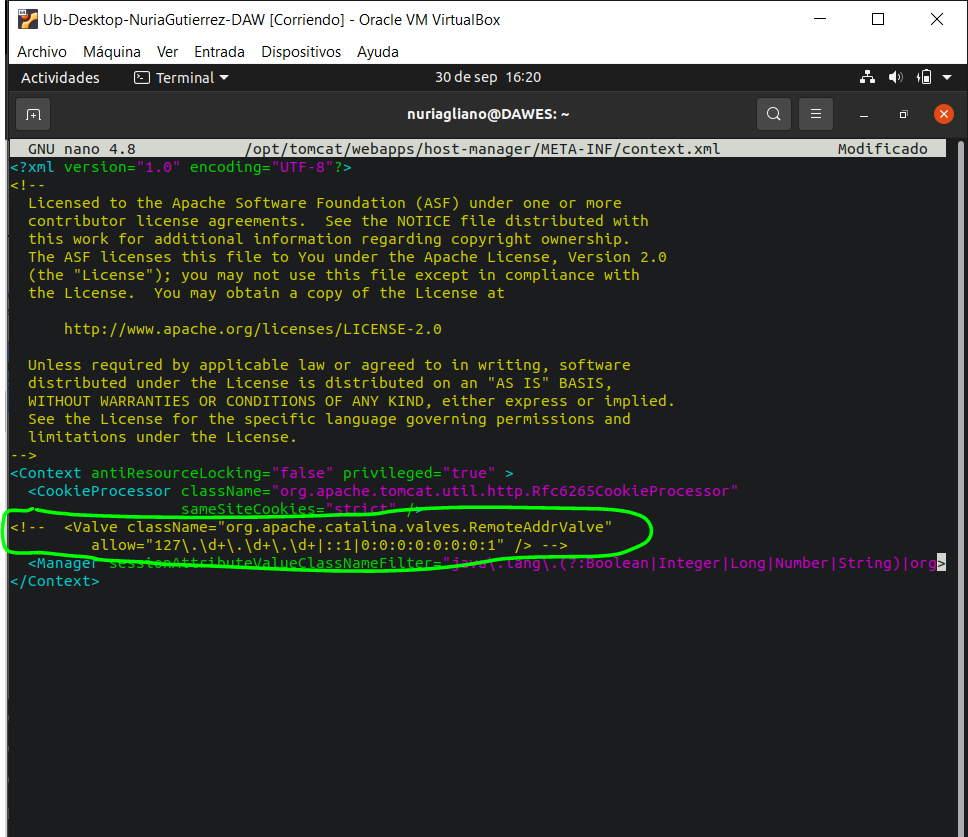 Ub-Desktop-NuriaGutierrez-DAW [Corriendo] - Oracle VM VirtualBox
Archivo Máquina Ver Entrada Dispositivos Ayuda
Actividades Terminal 30 de sep 16:20
nuriagliano@DAWES: ~
GNU nano 4.8 /opt/tomcat/webapps/host-manager/META-INF/context.xml Modificado
<?xml version="1.0" encoding="UTF-8"?>
<!--
Licensed to the Apache Software Foundation (ASF) under one or more
contributor license agreements.  See the NOTICE file distributed with
this work for additional information regarding copyright ownership.
The ASF licenses this file to You under the Apache License, Version 2.0
(the "License"); you may not use this file except in compliance with
the License.  You may obtain a copy of the License at
http://www.apache.org/licenses/LICENSE-2.0
Unless required by applicable law or agreed to in writing, software
distributed under the License is distributed on an "AS IS" BASIS,
WITHOUT WARRANTIES OR CONDITIONS OF ANY KIND, either express or implied.
See the License for the specific language governing permissions and
limitations under the License.
-->
<Context antiResourceLocking="false" privileged="true" >
<CookieProcessor className="org.apache.tomcat.util.http.Rfc6265CookieProcessor"
sameSiteCookies="strict" />
<!--  <Valve className="org.apache.catalina.valves.RemoteAddrValve"
allow="127\.\d+\.\d+\.\d+|::1|0:0:0:0:0:0:0:1" /> -->
<Manager sessionAttributeValueClassNameFilter="java\.lang\.(?:Boolean|Integer|Long|Number|String)|org>
</Context>